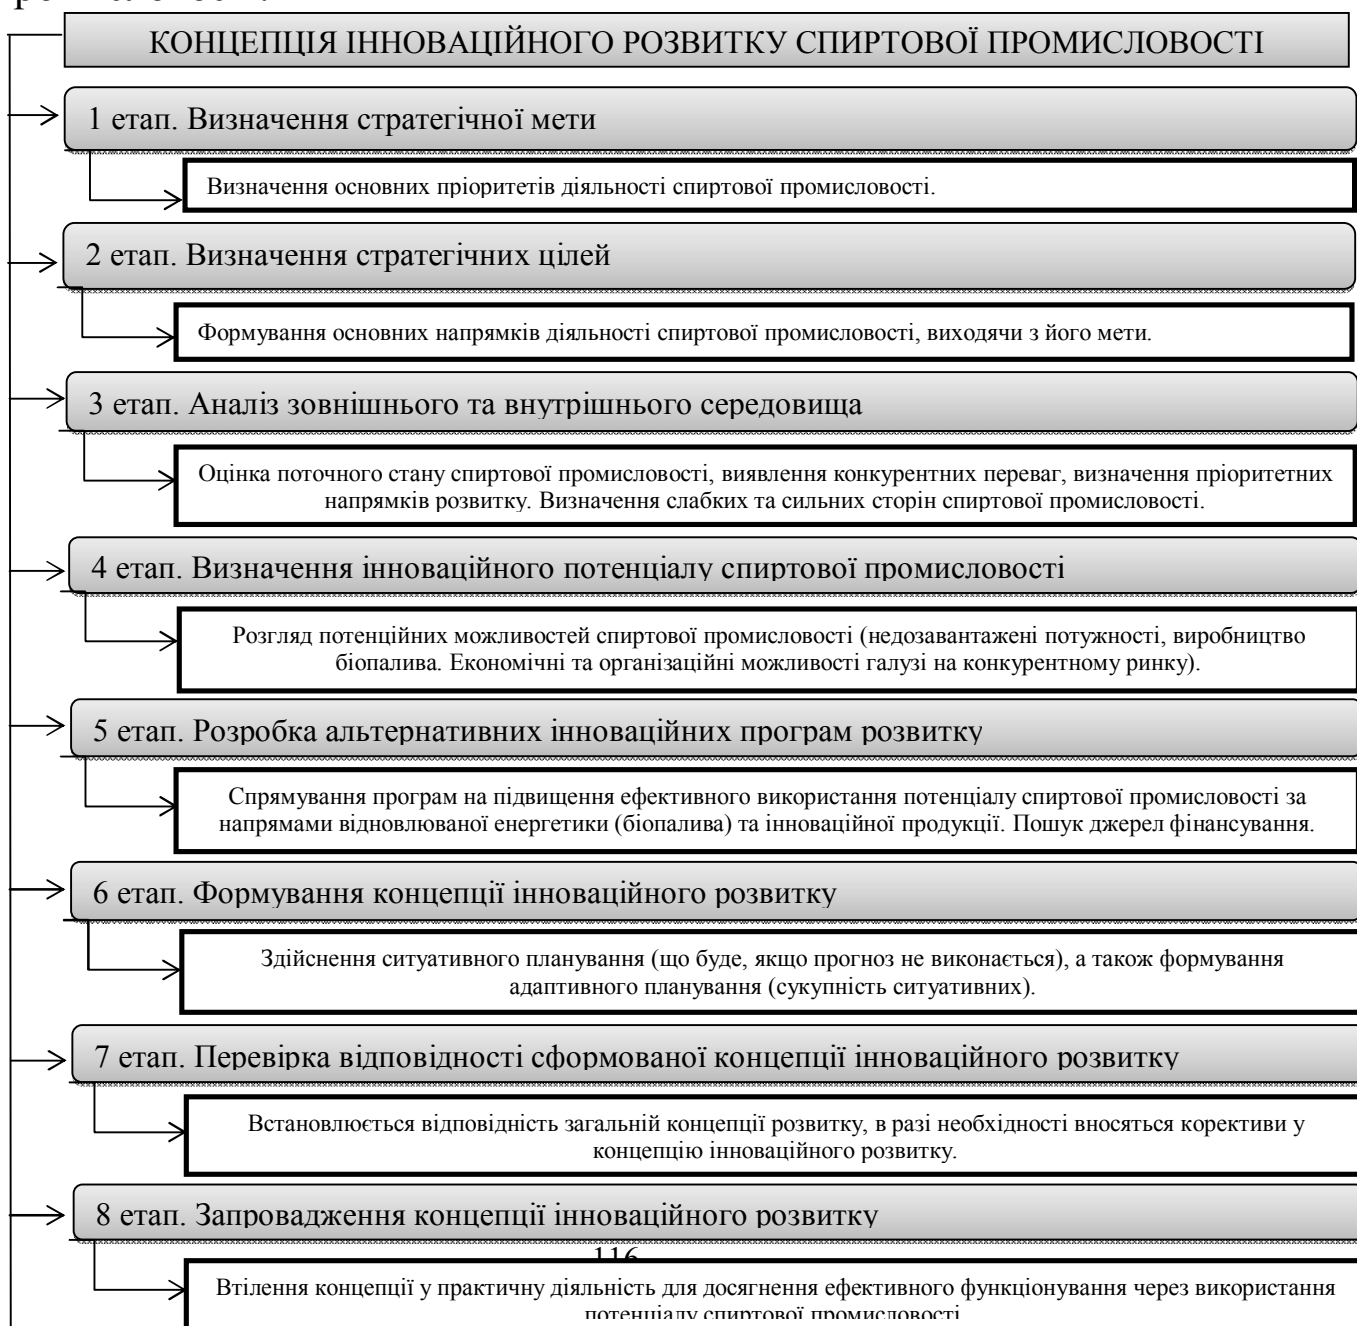 КОНЦЕПЦІЯ ІННОВАЦІЙНОГО РОЗВИТКУ СПИРТОВОЇ ПРОМИСЛОВОСТІ
1 етап. Визначення стратегічної мети
Визначення основних пріоритетів діяльності спиртової промисловості.
2 етап. Визначення стратегічних цілей
Формування основних напрямків діяльності спиртової промисловості, виходячи з його мети.
3 етап. Аналіз зовнішнього та внутрішнього середовища
Оцінка поточного стану спиртової промисловості, виявлення конкурентних переваг, визначення пріоритетних
напрямків розвитку. Визначення слабких та сильних сторін спиртової промисловості.
4 етап. Визначення інноваційного потенціалу спиртової промисловості
Розгляд потенційних можливостей спиртової промисловості (недозавантажені потужності, виробництво
біопалива. Економічні та організаційні можливості галузі на конкурентному ринку).
5 етап. Розробка альтернативних інноваційних програм розвитку
Спрямування програм на підвищення ефективного використання потенціалу спиртової промисловості за
напрямами відновлюваної енергетики (біопалива) та інноваційної продукції. Пошук джерел фінансування.
6 етап. Формування концепції інноваційного розвитку
Здійснення ситуативного планування (що буде, якщо прогноз не виконається), а також формування
адаптивного планування (сукупність ситуативних).
7 етап. Перевірка відповідності сформованої концепції інноваційного розвитку
Встановлюється відповідність загальній концепції розвитку, в разі необхідності вносяться корективи у
концепцію інноваційного розвитку.
8 етап. Запровадження концепції інноваційного розвитку
116
Втілення концепції у практичну діяльність для досягнення ефективного функціонування через використання
потенціалу спиртової промисловості